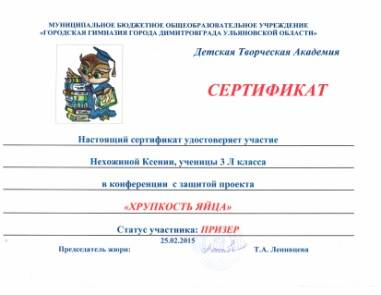 МУНИЦИПАЛЬНОЕ БЮДЖЕТНОЕ ОБЩЕОБРАЗОВАТЕЛЬНОЕ УЧРЕЖДЕНИЕ
«ГОРОДСКАЯ ГИМНАЗИЯ ГОРОДА ДИМИТРОВГРАДА УЛЬЯНОВСКОЙ ОБЛАСТИ»
Детская Творческая Академия
СЕРТИФИКАТ
Настоящий сертификат удостоверяет участие
Нехожиной Ксении, ученицы 3 Л класса
в конференции с защитой проекта
«ХРУПКОСТЬ ЯЙЦА»
Статус участника: ПРИЗЕР
25.02.2015
Председатель жюри: Т.А. Лепивцева